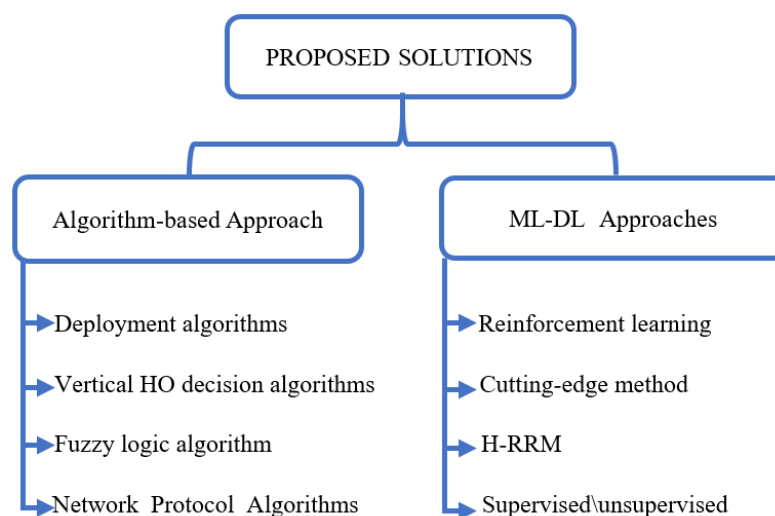 PROPOSED SOLUTIONS
Algorithm-based Approach
Deployment algorithms
Vertical HO decision algorithms
Fuzzy logic algorithm
Network Protocol Algorithms
ML-DL Approaches
Reinforcement learning
Cutting-edge method
H-RRM
Supervised\unsupervised